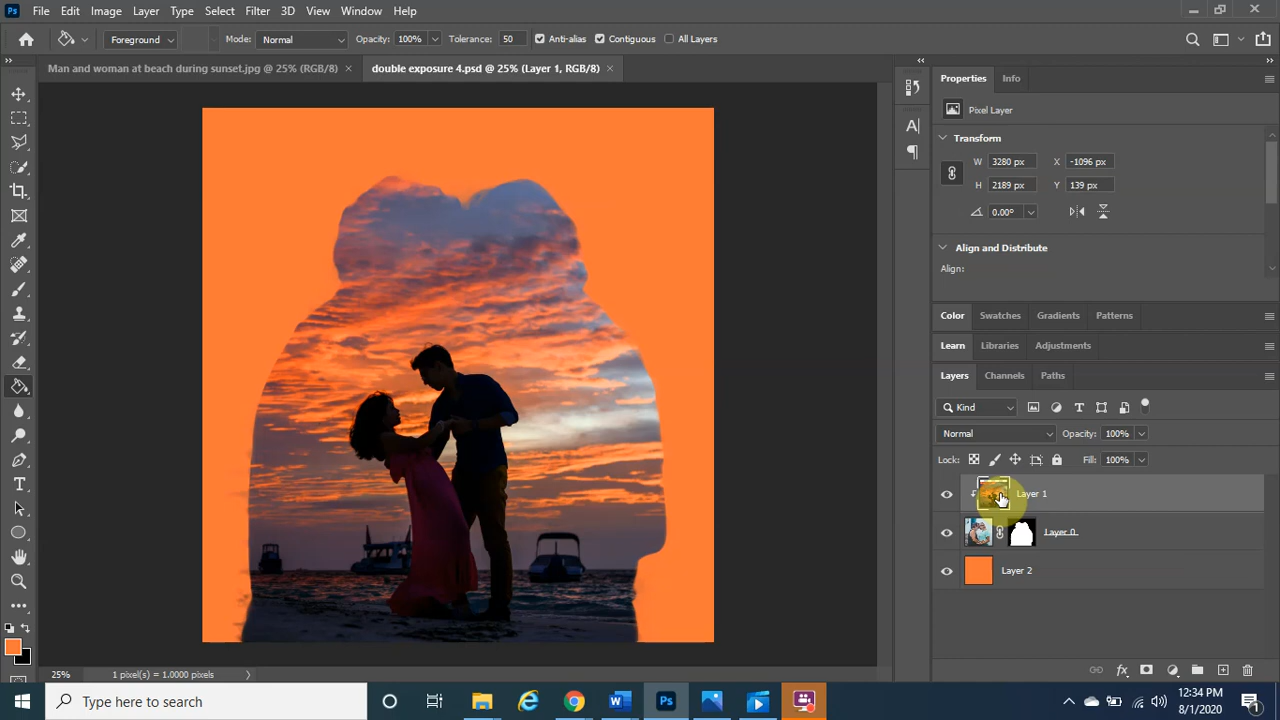 Ps File Edit Image Layer Type Select Filter 3D View Window Help
Foreground Mode: Normal Opacity: 100% Tolerance: 50 Anti-alias Contiguous All Layers
Man and woman at beach during sunset.jpg @ 25% (RGB/8) × double exposure 4.psd @ 25% (Layer 1, RGB/8) ×
Properties Info
Pixel Layer
Transform
W 3280 px X -1096 px
H 2189 px Y 139 px
0.00°
Align and Distribute
Align:
Color Swatches Gradients Patterns
Learn Libraries Adjustments
Layers Channels Paths
Kind
Normal Opacity: 100%
Lock: Fill: 100%
Layer 1
Layer 0
Layer 2
25% 1 pixel(s) = 1.0000 pixels
Type here to search
12:34 PM
8/1/2020